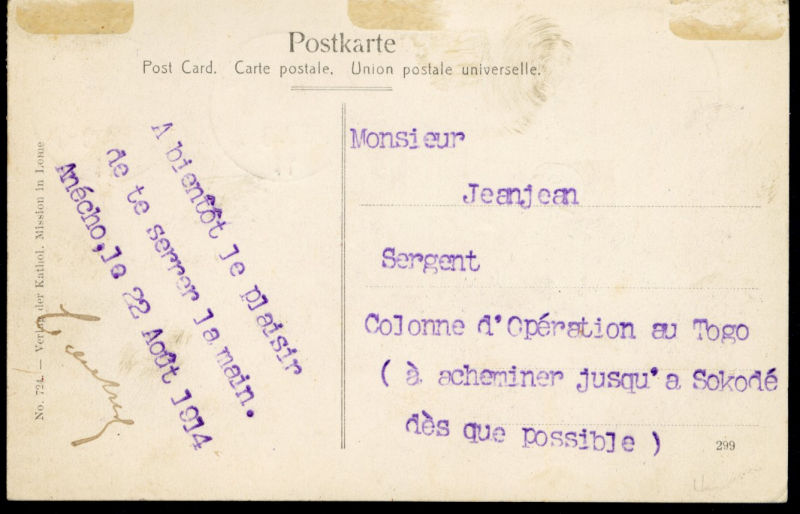 Postkarte
Post Card. Carte postale. Union postale universelle.
A bientôt le plaisir
de te serrer la main.
Anécho, le 22 Août 1914
No. 724. — Verlag der Kathol. Mission in Lome
Monsieur
Jeanjean
Sergent
Colonne d'Opération au Togo
( à acheminer jusqu'a Sokodé
dès que possible )
299